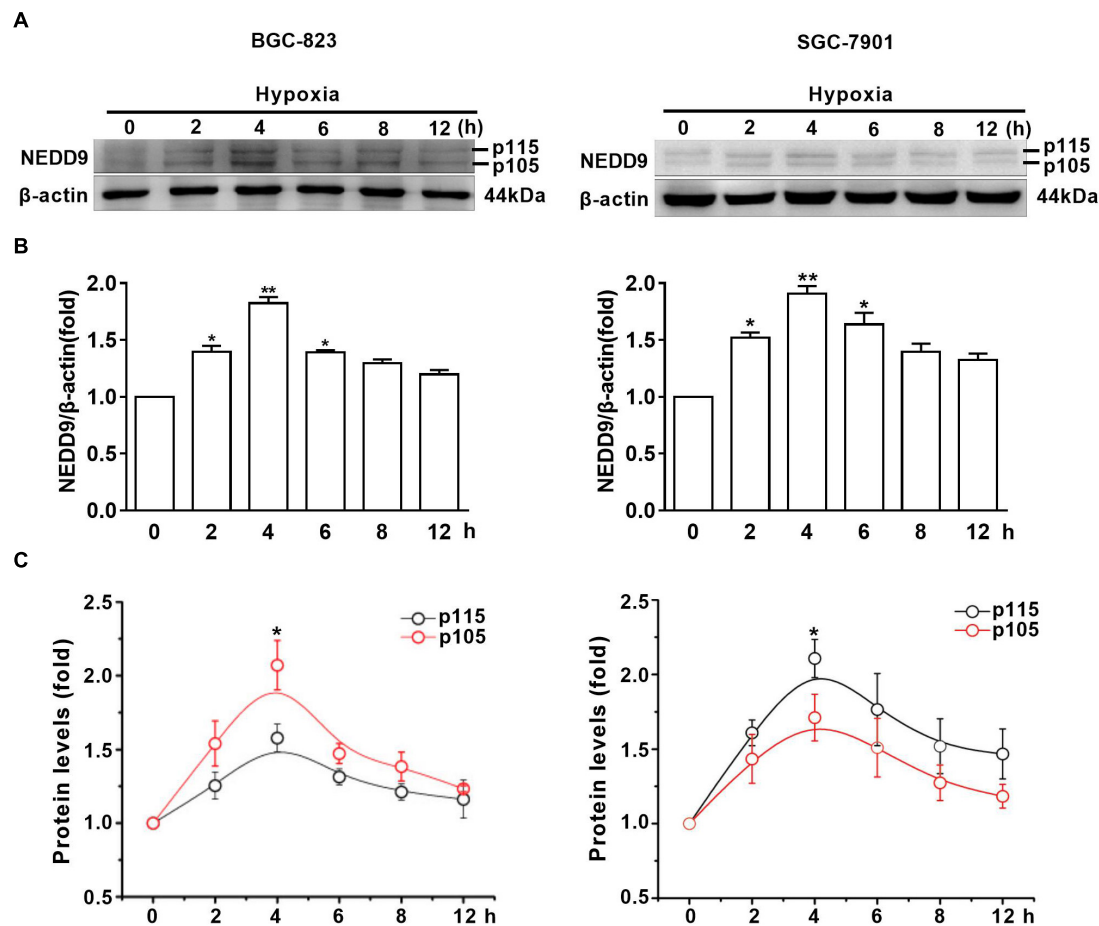 A
BGC-823
Hypoxia
0 2 4 6 8 12 (h)
NEDD9
p115
p105
β-actin
44kDa
SGC-7901
Hypoxia
0 2 4 6 8 12 (h)
NEDD9
p115
p105
β-actin
44kDa
B
NEDD9/β-actin(fold)
2.0
1.5
1.0
0.5
0.0
*
**
*
0 2 4 6 8 12 h
NEDD9/β-actin(fold)
2.0
1.5
1.0
0.5
0.0
*
**
*
0 2 4 6 8 12 h
C
Protein levels (fold)
2.5
2.0
1.5
1.0
0.5
*
p115
p105
0 2 4 6 8 12 h
Protein levels (fold)
2.5
2.0
1.5
1.0
0.5
*
p115
p105
0 2 4 6 8 12 h